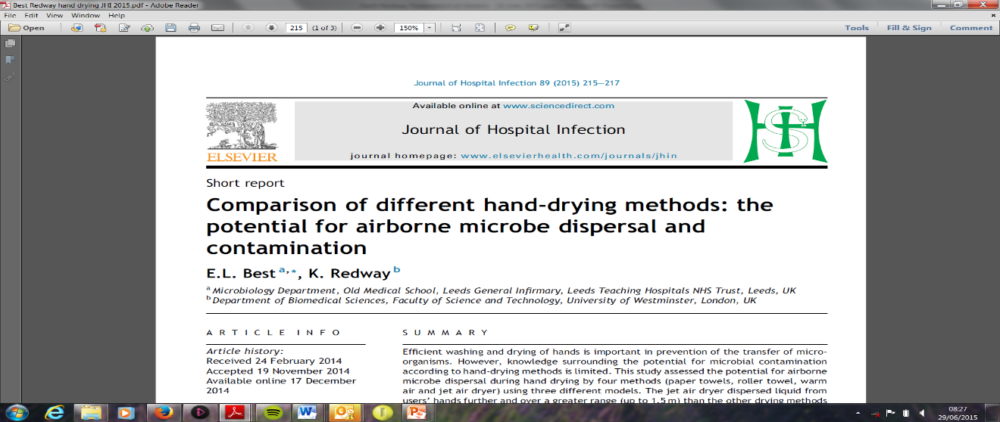 Best Redway hand drying JI II 2015.pdf - Adobe Reader
File Edit View Window Help
Open 215 (1 of 3) 150% Tools Fill & Sign Comment
Journal of Hospital Infection 89 (2015) 215–217
Available online at www.sciencedirect.com
Journal of Hospital Infection
journal homepage: www.elsevierhealth.com/journals/jhin
ELSEVIER
Short report
Comparison of different hand-drying methods: the
potential for airborne microbe dispersal and
contamination
E.L. Best a,*, K. Redway b
a Microbiology Department, Old Medical School, Leeds General Infirmary, Leeds Teaching Hospitals NHS Trust, Leeds, UK
b Department of Biomedical Sciences, Faculty of Science and Technology, University of Westminster, London, UK
ARTICLE INFO
Article history:
Received 24 February 2014
Accepted 19 November 2014
Available online 17 December
2014
SUMMARY
Efficient washing and drying of hands is important in prevention of the transfer of micro-
organisms. However, knowledge surrounding the potential for microbial contamination
according to hand-drying methods is limited. This study assessed the potential for airborne
microbe dispersal during hand drying by four methods (paper towels, roller towel, warm
air and jet air dryer) using three different models. The jet air dryer dispersed liquid from
users' hands further and over a greater range (up to 1.5 m) than the other drying methods
08:27
29/06/2015